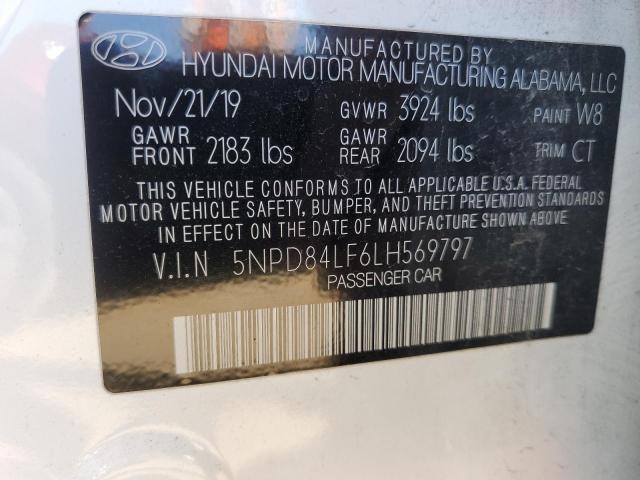 MANUFACTURED BY
HYUNDAI MOTOR MANUFACTURING ALABAMA, LLC
Nov/21/19 GVWR 3924 lbs PAINT W8
GAWR FRONT 2183 lbs GAWR REAR 2094 lbs TRIM CT
THIS VEHICLE CONFORMS TO ALL APPLICABLE U.S.A. FEDERAL
MOTOR VEHICLE SAFETY, BUMPER, AND THEFT PREVENTION STANDARDS
IN EFFECT ON THE DATE OF MANUFACTURE SHOWN ABOVE
V.I.N 5NPD84LF6LH569797
PASSENGER CAR